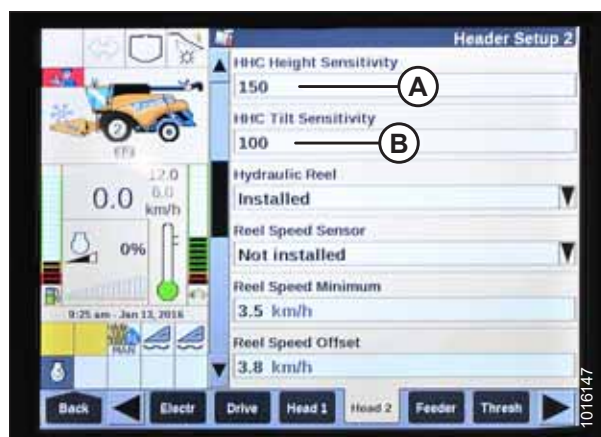 Header Setup 2
HHC Height Sensitivity
150
A
HHC Tilt Sensitivity
100
B
Hydraulic Reel
Installed
Reel Speed Sensor
Not installed
Reel Speed Minimum
3.5 km/h
Reel Speed Offset
3.8 km/h
2
12.0
0.0
6.0
km/h
0%
9:25 am - Jan 13, 2016
MAN
Back
Electr
Drive
Head 1
Head 2
Feeder
Thresh
1016147